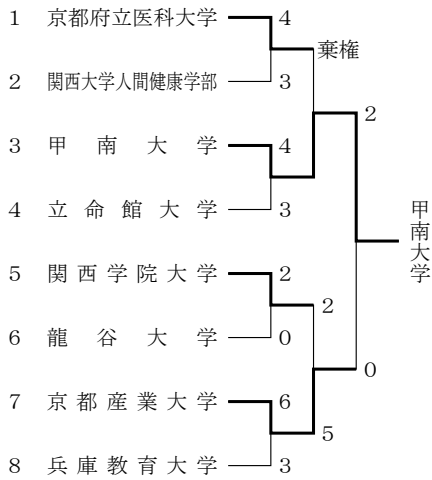 1 京都府立医科大学 4
棄権
2 関西大学人間健康学部 3
2
3 甲南大学 4
4 立命館大学 3
甲南大学
5 関西学院大学 2
2
6 龍谷大学 0
0
7 京都産業大学 6
5
8 兵庫教育大学 3